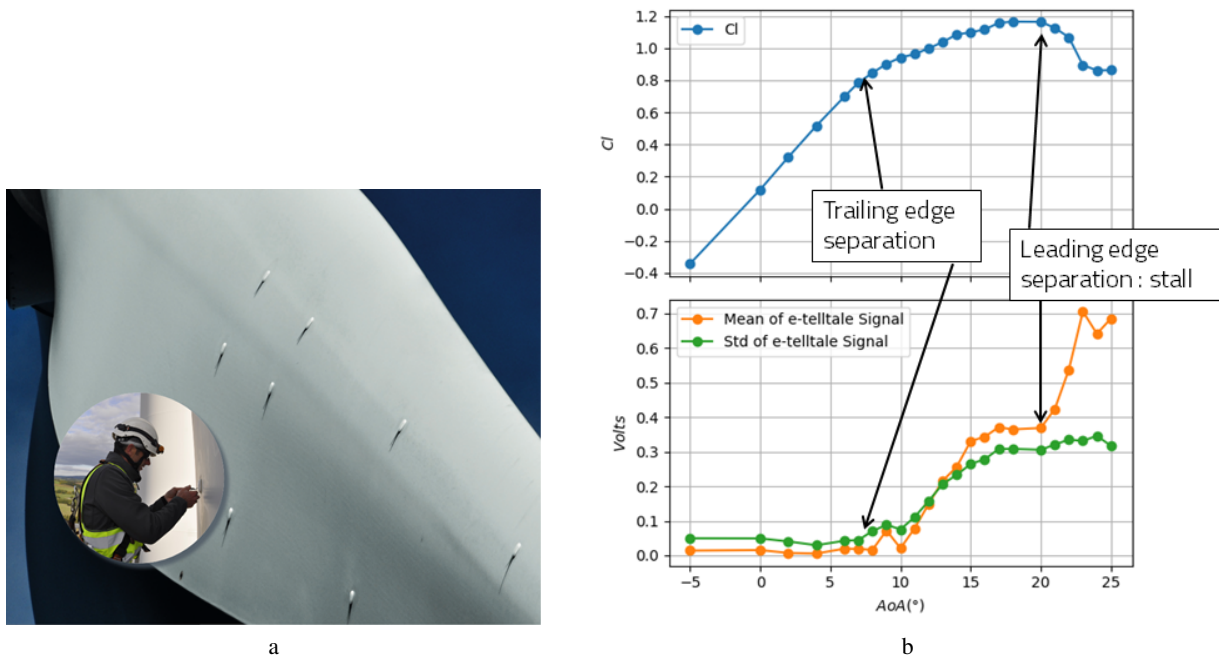 1.2
1.0
0.8
0.6
0.4
0.2
0.0
−0.2
−0.4
Cl
Cl
Trailing edge
separation
Leading edge
separation : stall
0.7
0.6
0.5
0.4
0.3
0.2
0.1
0.0
Volts
Mean of e-telltale Signal
Std of e-telltale Signal
−5 0 5 10 15 20 25
AoA(°)
a
b